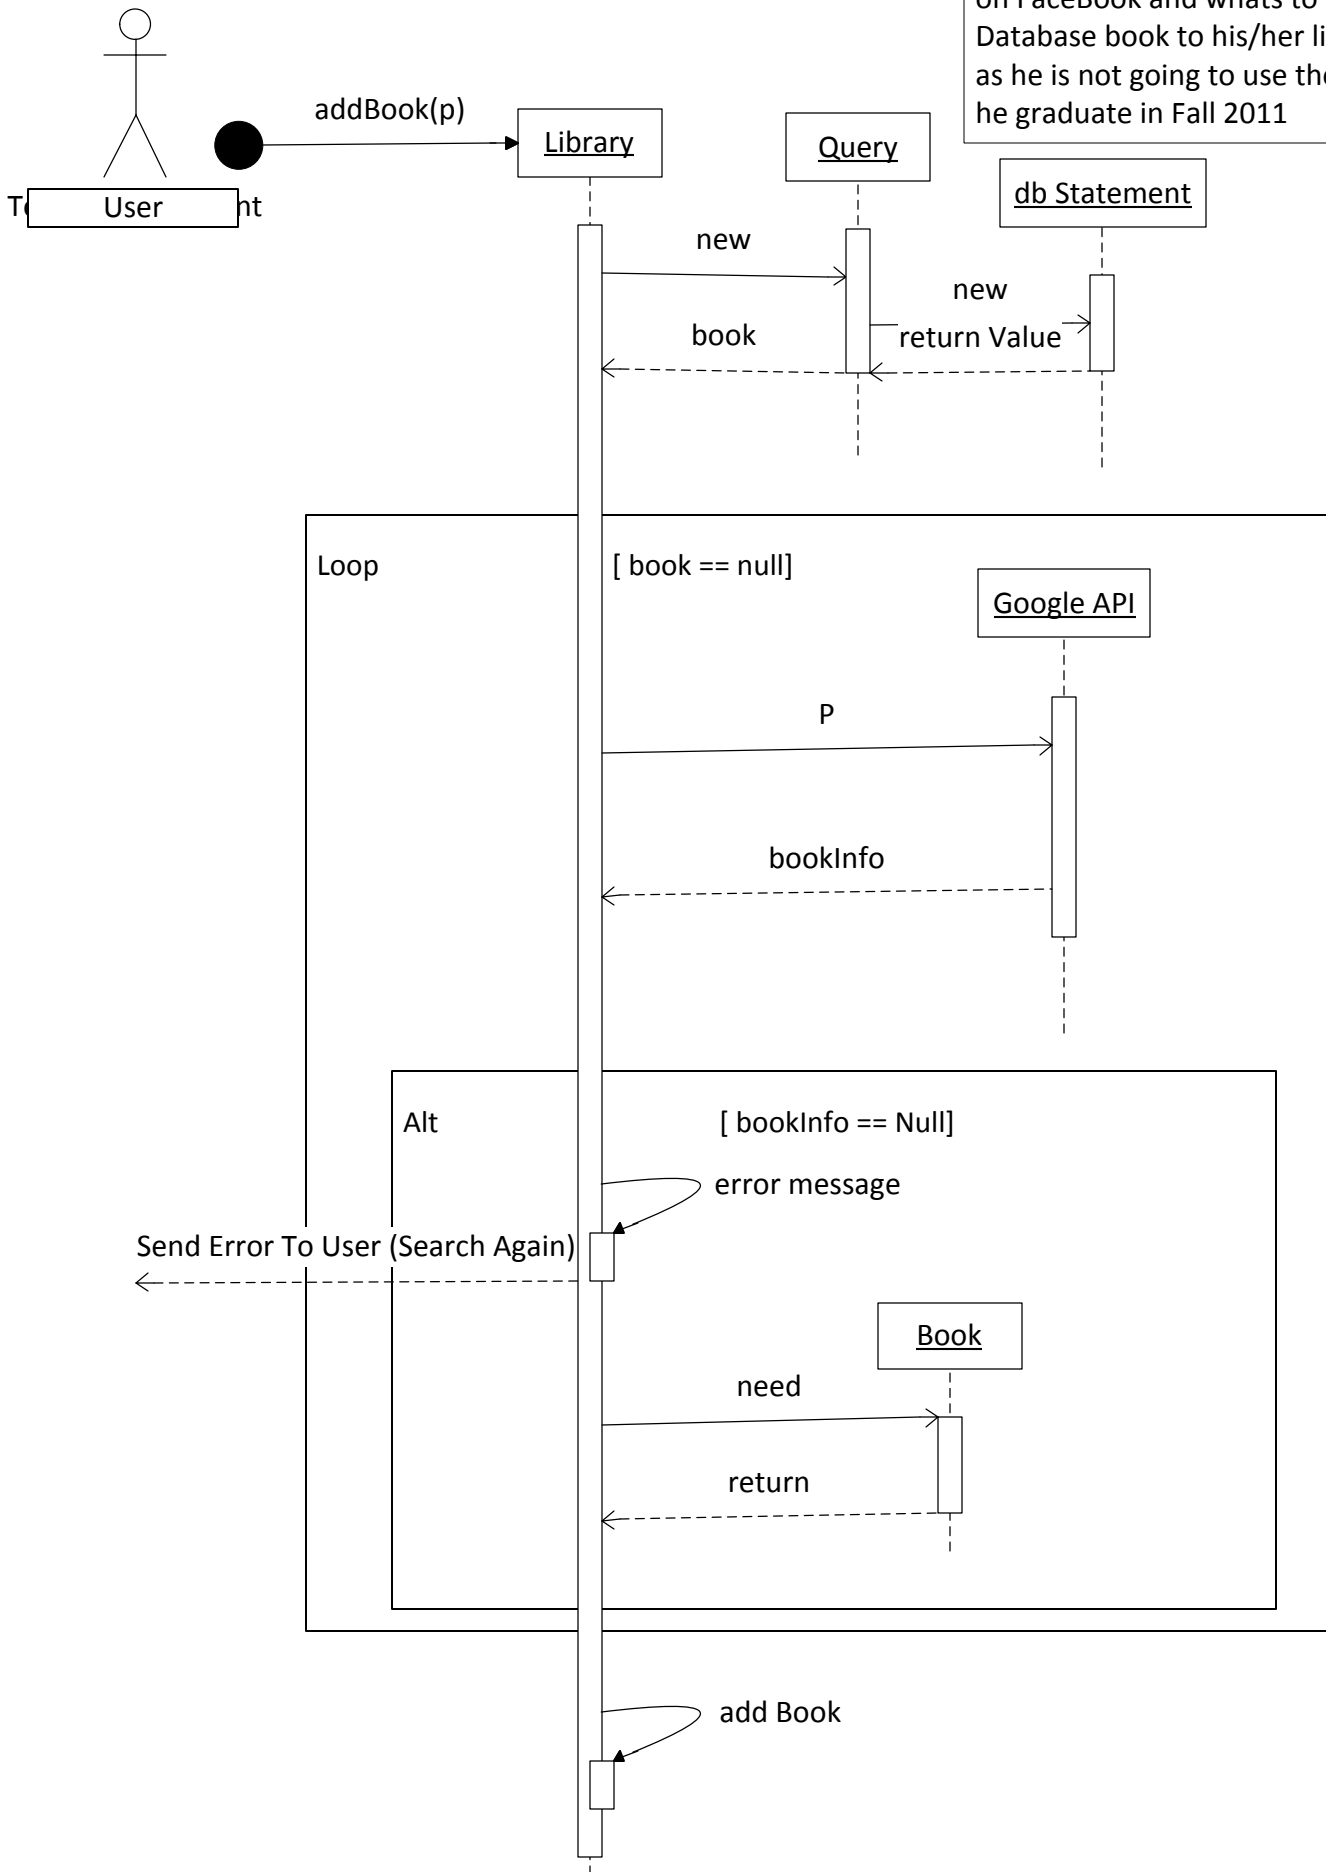 on FaceBook and whats to
Database book to his/her
as he is not going to use
he graduate in Fall 2011
addBook(p)
Library
Query
db Statement
User
new
new
book
return Value
Loop
[ book == null]
Google API
P
bookInfo
Alt
[ bookInfo == Null]
error message
Send Error To User (Search Again)
Book
need
return
add Book